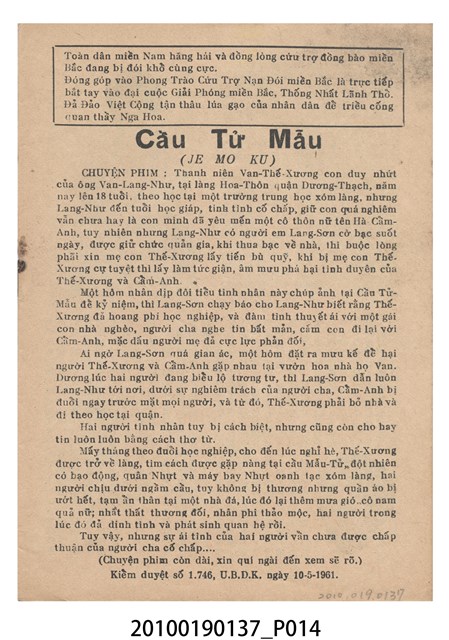 Toàn dân miền Nam hăng hái và đồng lòng cứu trợ đồng bào miền
Bắc đang bị đói khổ cùng cực.
Đóng góp vào Phong Trào Cứu Trợ Nạn Đói miền Bắc là trực tiếp
bắt tay vào đại cuộc Giải Phóng miền Bắc, Thống Nhất Lãnh Thổ.
Đả Đảo Việt Cộng tận thâu lúa gạo của nhân dân để triều cống
quan thầy Nga Hoa.
Cầu Tử Mẫu
(JE MO KU)
CHUYỆN PHIM : Thanh niên Van-Thế-Xương con duy nhứt
của ông Van-Lang-Như, tại làng Hoa-Thôn quận Dương-Thạch, năm
nay lên 18 tuổi. theo học tại một trường trung học xóm làng, nhưng
Lang-Như đến tuổi học giáp, tính tình cố chấp, giữ con quá nghiêm
vẫn chưa hay là con mình đã yêu mến một cô thôn nữ tên Hà Cầm-
Anh, tuy nhiên nhưng Lang-Như có người em Lang-Sơn cờ bạc suốt
ngày, được giữ chức quản gia, khi thua bạc về nhà, thì buộc lòng
phải xin mẹ con Thế-Xương lấy tiền bù quỹ, khi bị mẹ con Thế-
Xương cự tuyệt thì lấy làm tức giận, âm mưu phá hại tình duyên của
Thế-Xương và Cầm-Anh.
Một hôm nhân dịp đôi tiều tình nhân này chúp ảnh tại Cầu Tử-
Mẫu để kỷ niệm, thì Lang-Sơn chạy báo cho Lang-Như biết rằng Thế-
Xương đã hoang phí học nghiệp, và đàm tình thuyết ái với một gái
con nhà nghèo, người cha nghe tin bất mãn, cấm con đi lại với
Cầm-Anh, mặc dầu người mẹ đã cực lực phản đối,
Ai ngờ Lang-Sơn quá gian ác, một hôm đặt ra mưu kế để hại
người Thế-Xương và Cầm-Anh gặp nhau tại vườn hoa nhà họ Van.
Đương lúc hai người đang biểu lộ tương tư, thì Lang-Sơn dẫn luôn
Lang-Như tới nơi, dưới sự nghiêm trách của người cha, Cầm-Anh bị
đuổi ngay trước mặt mọi người, và từ đó, Thế-Xương phải bỏ nhà và
đi theo học tại quận.
Hai người tình nhân tuy bị cách biệt, nhưng cũng còn cho hay
tin luôn luôn bằng cách thơ từ.
Mấy tháng theo đuổi học nghiệp, cho đến lúc nghỉ hè, Thế-Xương
được trở về làng, tìm cách được gặp nàng tại cầu Mẫu-Tử, đột nhiên
có bạo động, quân Nhựt và máy bay Nhựt oanh tạc xóm làng, hai
người chịu dưới ngầm cầu, tuy không bị thương nhưng quần áo bị
ướt hết, tạm ẩn thân tại một nhà đá, lúc đó lại thêm mưa gió..cô nam
quả nữ; nhất thất thương đối, nhân phi thảo mộc, hai người trong
lúc đó đã dính tình và phát sinh quan hệ rồi.
Tuy vậy, nhưng sự ái tình của hai người vẫn chưa được chấp
thuận của người cha cố chấp....
(Chuyện phim còn dài, xin quí ngài đến xem sẽ rõ.)
Kiểm duyệt số 1.746, U.B.D.K. ngày 10-5-1961.
2010.019.0137
20100190137_P014